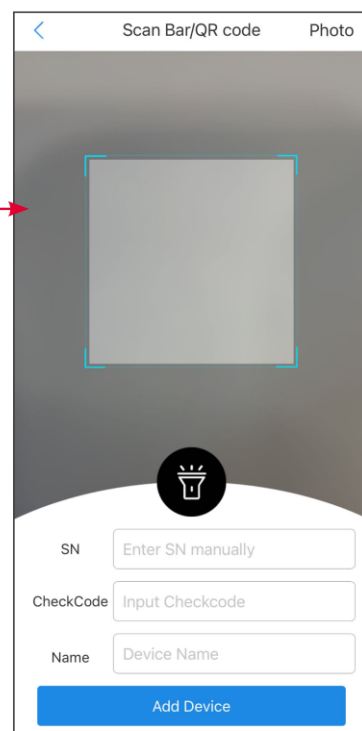 Scan Bar/QR code Photo
SN Enter SN manually
CheckCode Input Checkcode
Name Device Name
Add Device